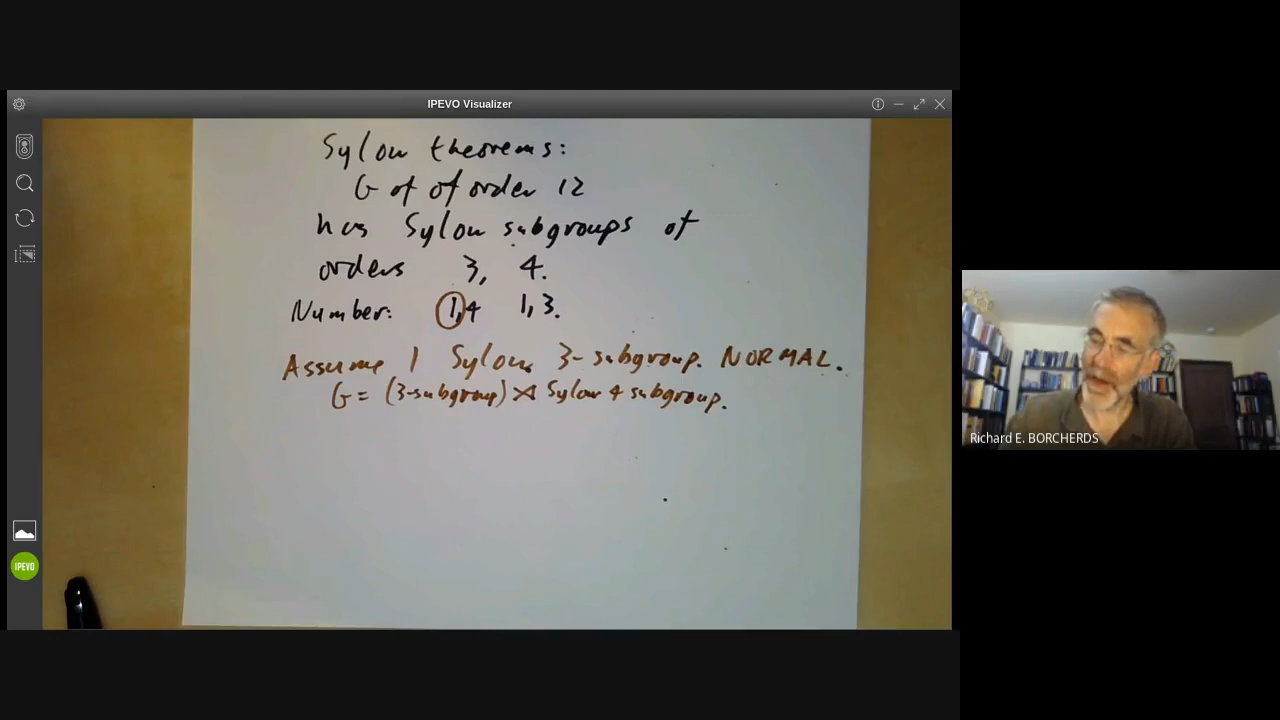 IPEVO Visualizer
Sylow theorems:
G of of order 12
has Sylow subgroups of
orders 3, 4.
Number: 1,4 1,3.
Assume 1 Sylow 3-subgroup. NORMAL.
G = (3-subgroup) ⋊ Sylow 4 subgroup.
Richard E. BORCHERDS
IPEVO